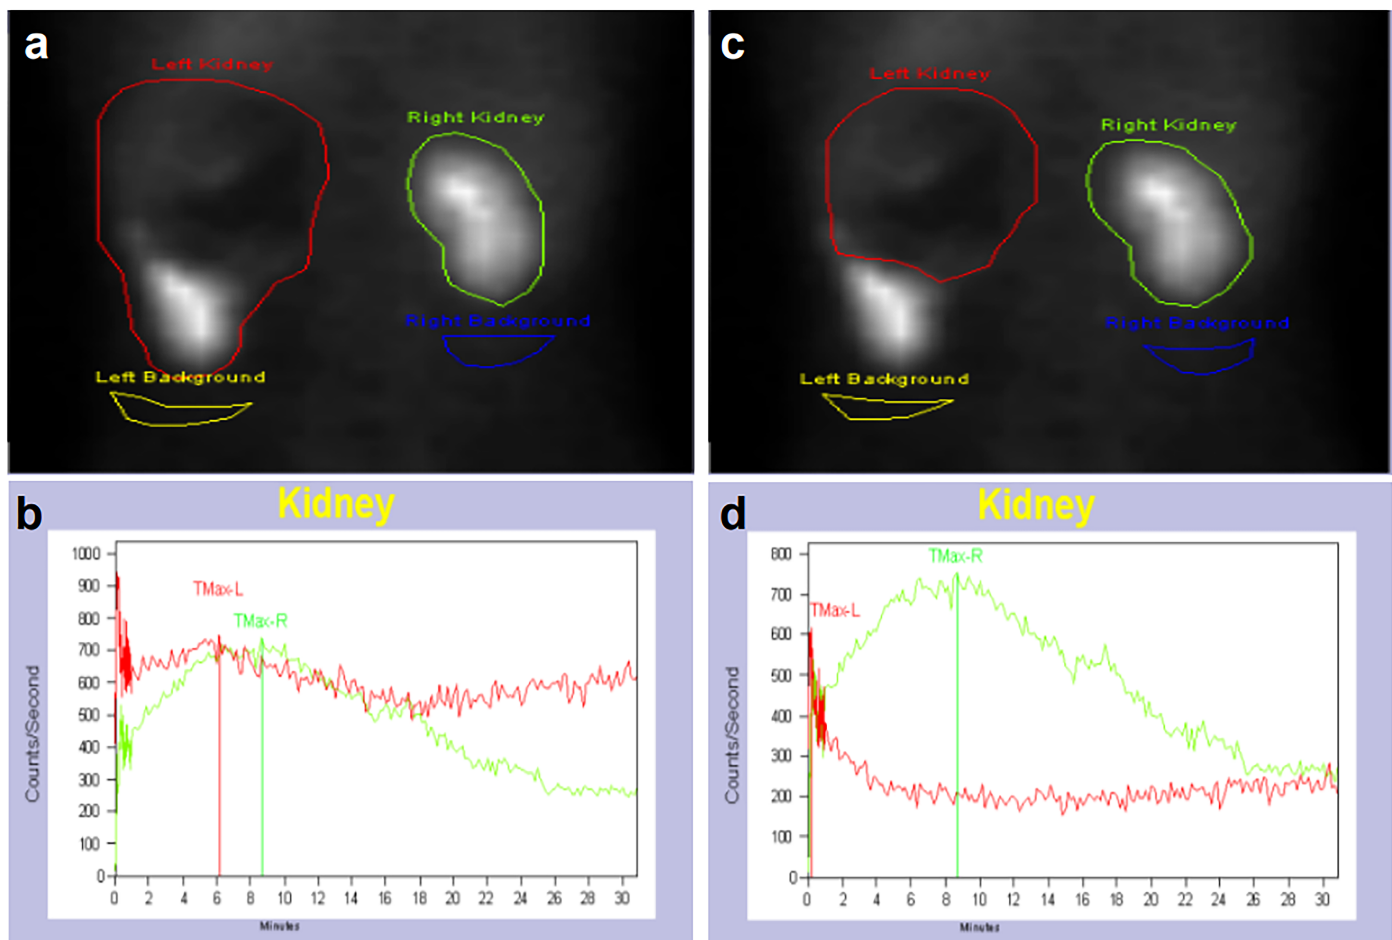 a
Left Kidney
Right Kidney
Right Background
Left Background
c
Left Kidney
Right Kidney
Right Background
Left Background
b
Kidney
Counts/Second
1000
900
800
700
600
500
400
300
200
100
0
TMax-L
TMax-R
0 2 4 6 8 10 12 14 16 18 20 22 24 26 28 30
Minutes
d
Kidney
Counts/Second
800
700
600
500
400
300
200
100
0
TMax-R
TMax-L
0 2 4 6 8 10 12 14 16 18 20 22 24 26 28 30
Minutes